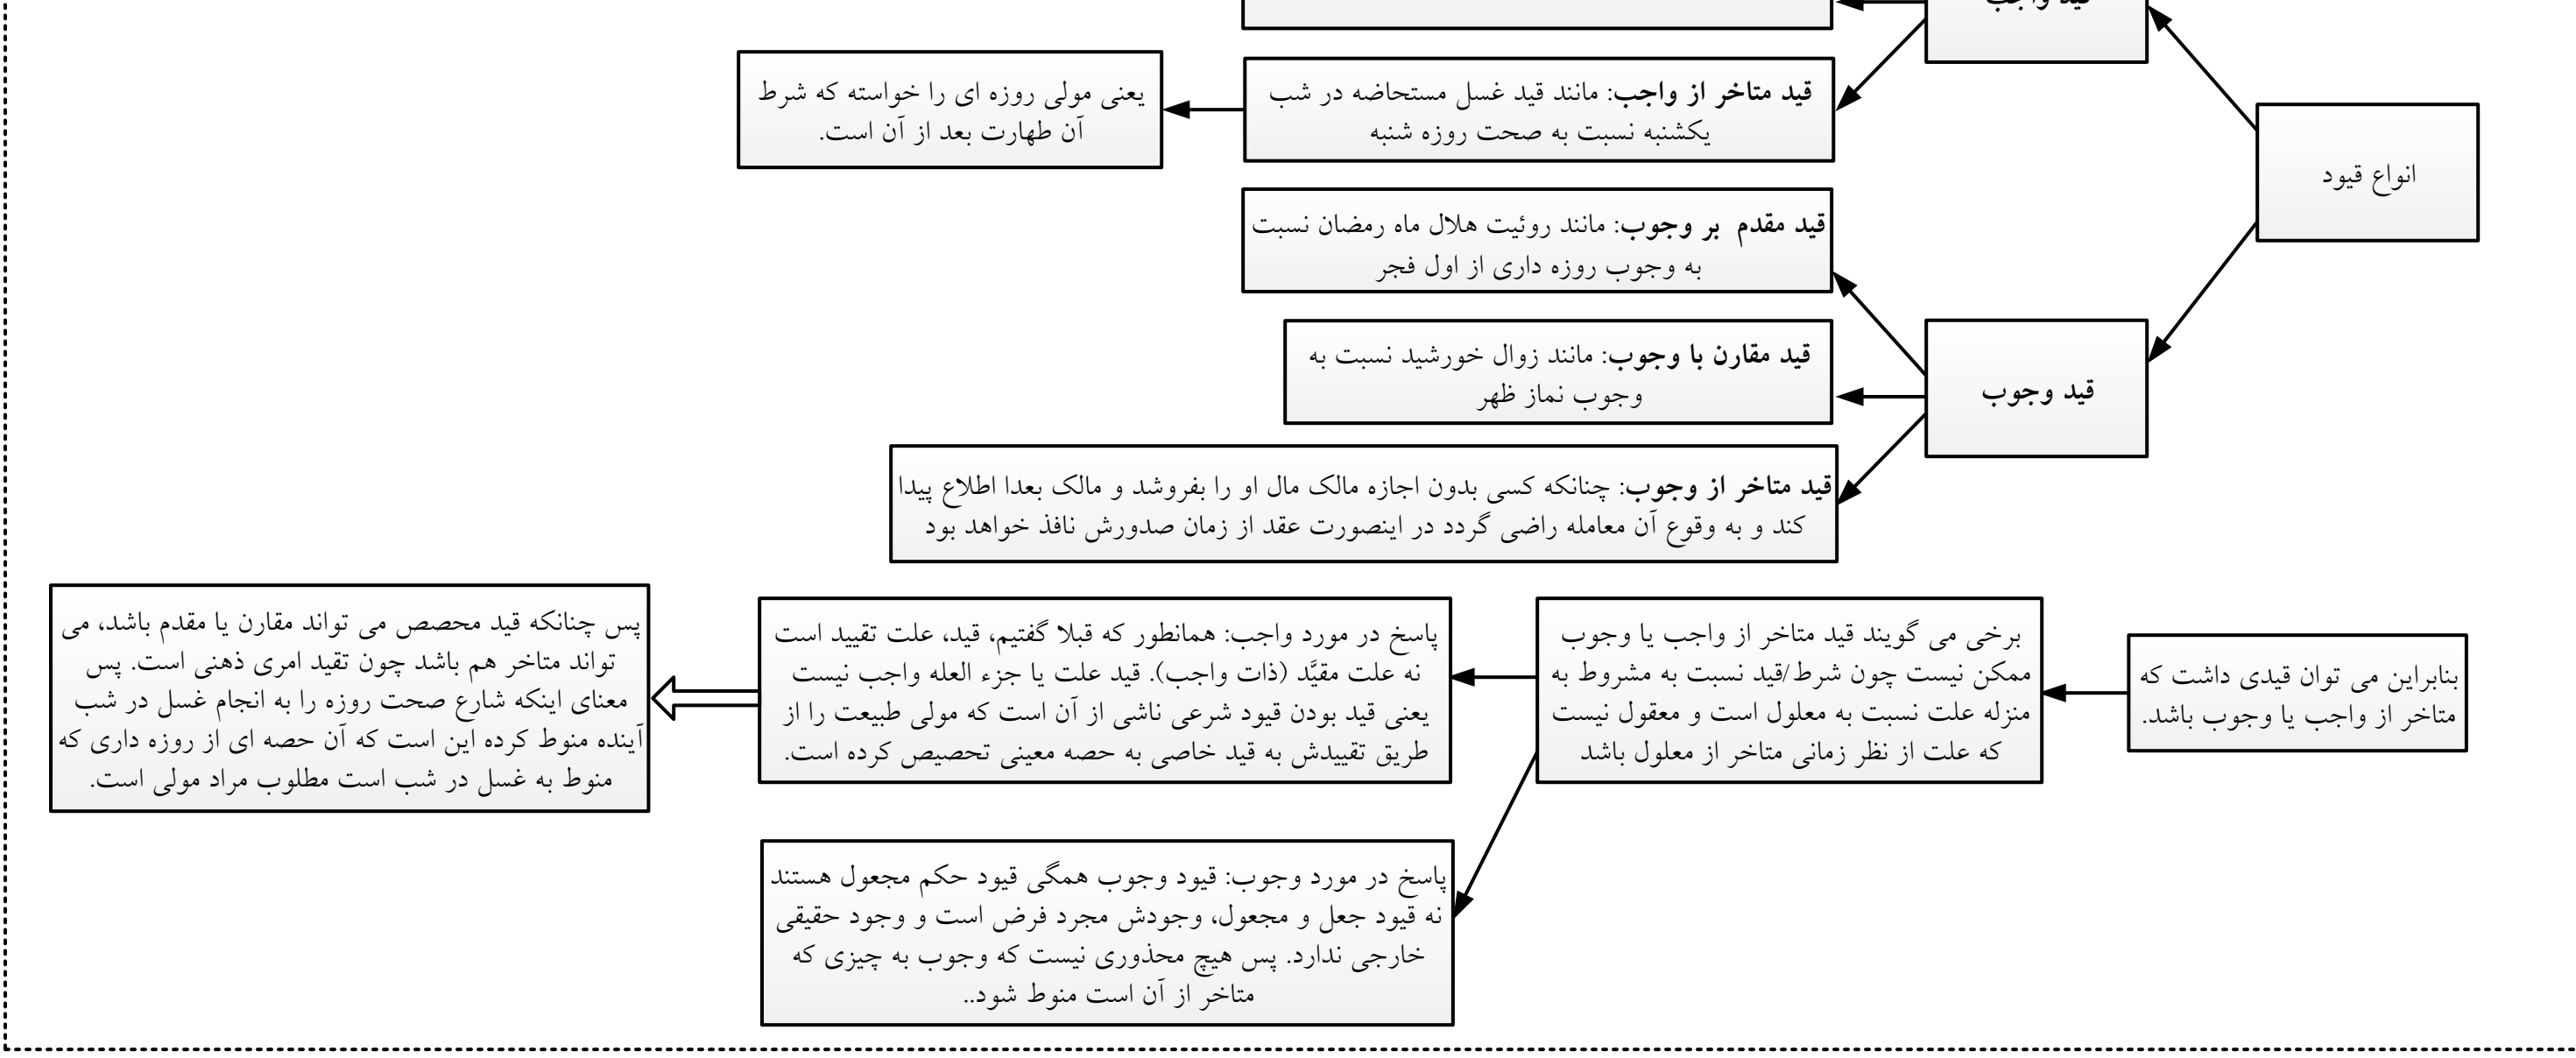 قید واجب
انواع قیود
قید متاخر از واجب: مانند قید غسل مستحاضه در شب
یکشنبه نسبت به صحت روزه شنبه
یعنی مولی روزه ای را خواسته که شرط
آن طهارت بعد از آن است.
قید وجوب
قید مقدم بر وجوب: مانند روئیت هلال ماه رمضان نسبت
به وجوب روزه داری از اول فجر
قید مقارن با وجوب: مانند زوال خورشید نسبت به
وجوب نماز ظهر
قید متاخر از وجوب: چنانکه کسی بدون اجازه مالک مال او را بفروشد و مالک بعدا اطلاع پیدا
کند و به وقوع آن معامله راضی گردد در اینصورت عقد از زمان صدورش نافذ خواهد بود
بنابراین می توان قیدی داشت که
متاخر از واجب یا وجوب باشد.
برخی می گویند قید متاخر از واجب یا وجوب
ممکن نیست چون شرط/قید نسبت به مشروط به
منزله علت نسبت به معلول است و معقول نیست
که علت از نظر زمانی متاخر از معلول باشد
پاسخ در مورد واجب: همانطور که قبلا گفتیم، قید، علت تقیید است
نه علت مقیَّد (ذات واجب). قید علت یا جزء العله واجب نیست
یعنی قید بودن قیود شرعی ناشی از آن است که مولی طبیعت را از
طریق تقییدش به قید خاصی به حصه معینی تحصیص کرده است.
پس چنانکه قید محصص می تواند مقارن یا مقدم باشد، می
تواند متاخر هم باشد چون تقید امری ذهنی است. پس
معنای اینکه شارع صحت روزه را به انجام غسل در شب
آینده منوط کرده این است که آن حصه ای از روزه داری که
منوط به غسل در شب است مطلوب مراد مولی است.
پاسخ در مورد وجوب: قیود وجوب همگی قیود حکم مجعول هستند
نه قیود جعل و مجعول، وجودش مجرد فرض است و وجود حقیقی
خارجی ندارد. پس هیچ محذوری نیست که وجوب به چیزی که
متاخر از آن است منوط شود..